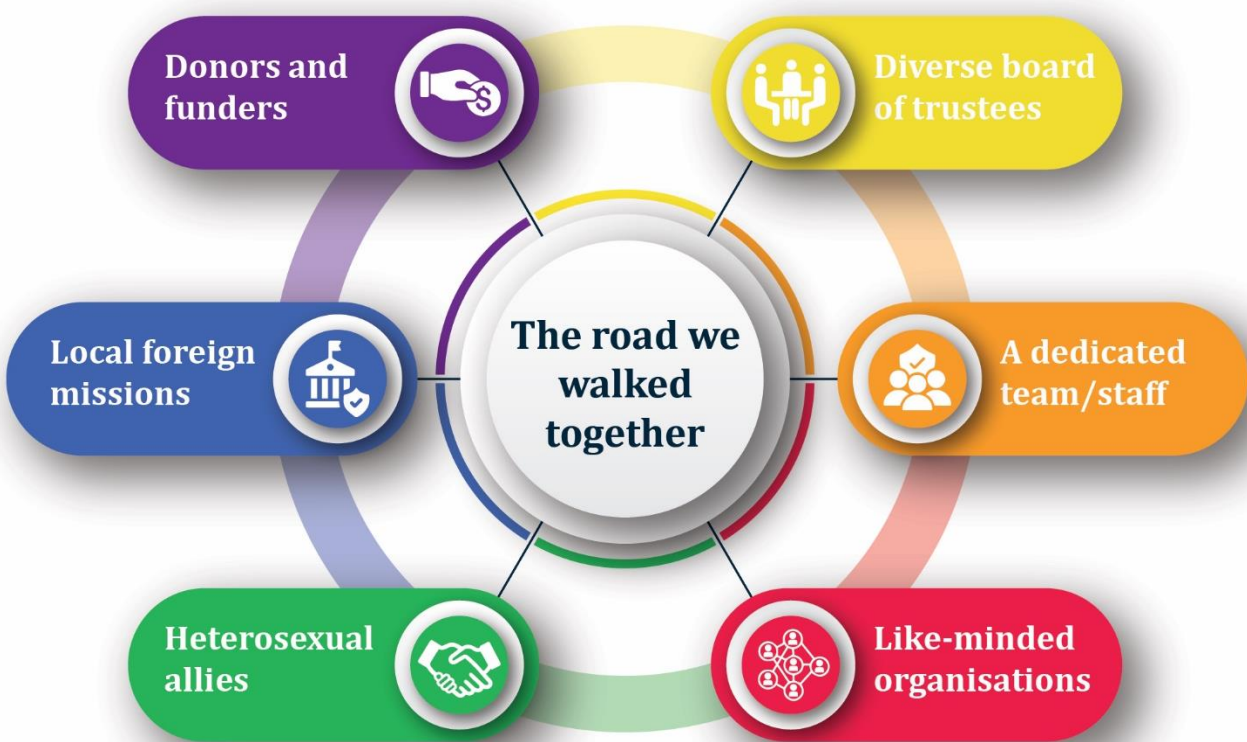 Donors and
funders
Diverse board
of trustees
Local foreign
missions
The road we
walked
together
A dedicated
team/staff
Heterosexual
allies
Like-minded
organisations
$